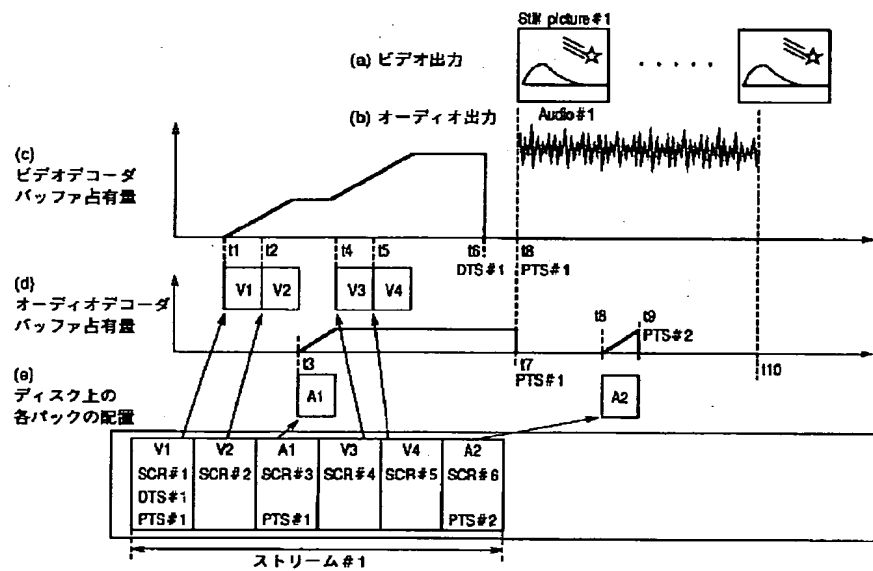 Still picture #1
(a) ビデオ出力
(b) オーディオ出力
Audio#1
(c)
ビデオデコーダ
バッファ占有量
t1
t2
t4
t5
t6
t8
DTS#1
PTS#1
V1
V2
V3
V4
(d)
オーディオデコーダ
バッファ占有量
t8
t9
PTS#2
t3
t7
PTS#1
t10
(e)
ディスク上の
各パックの配置
A1
A2
V1 V2 A1 V3 V4 A2
SCR#1 SCR#2 SCR#3 SCR#4 SCR#5 SCR#6
DTS#1
PTS#1 PTS#1 PTS#2
ストリーム#1